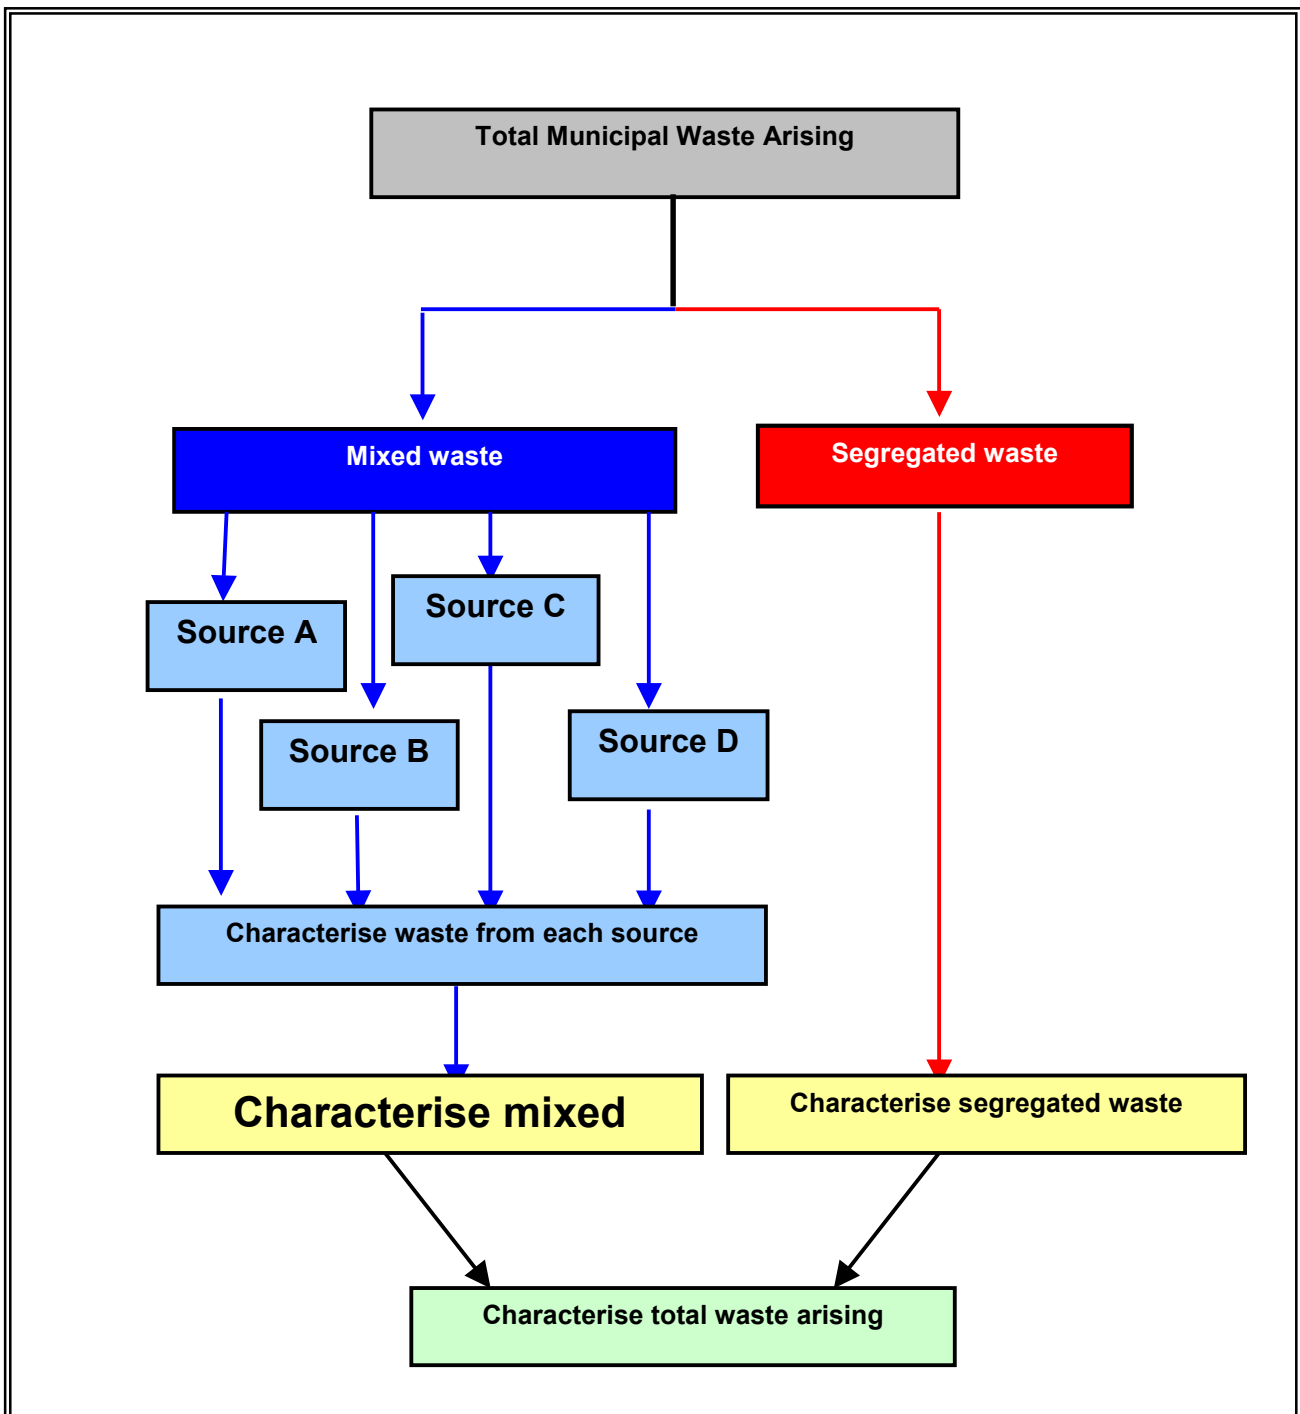 Total Municipal Waste Arising
Mixed waste
Segregated waste
Source A
Source C
Source B
Source D
Characterise waste from each source
Characterise mixed
Characterise segregated waste
Characterise total waste arising